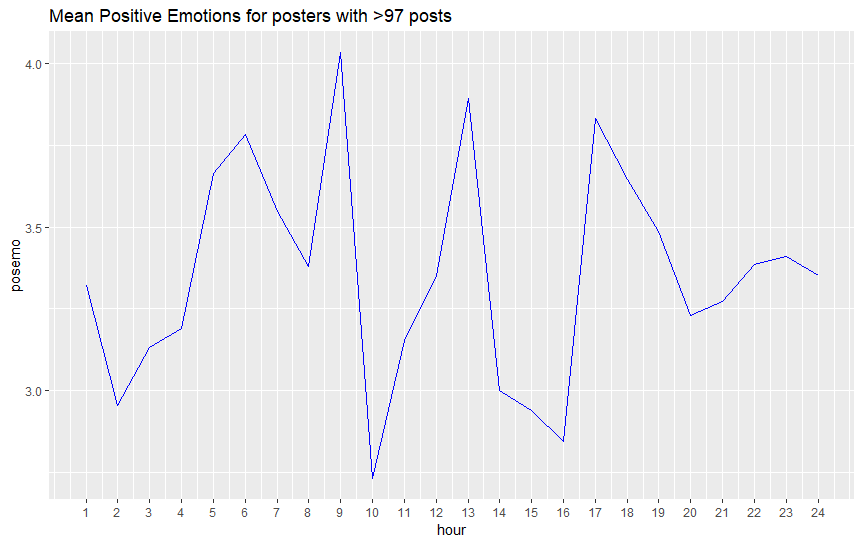 Mean Positive Emotions for posters with >97 posts
4.0
3.5
3.0
posemo
1 2 3 4 5 6 7 8 9 10 11 12 13 14 15 16 17 18 19 20 21 22 23 24
hour